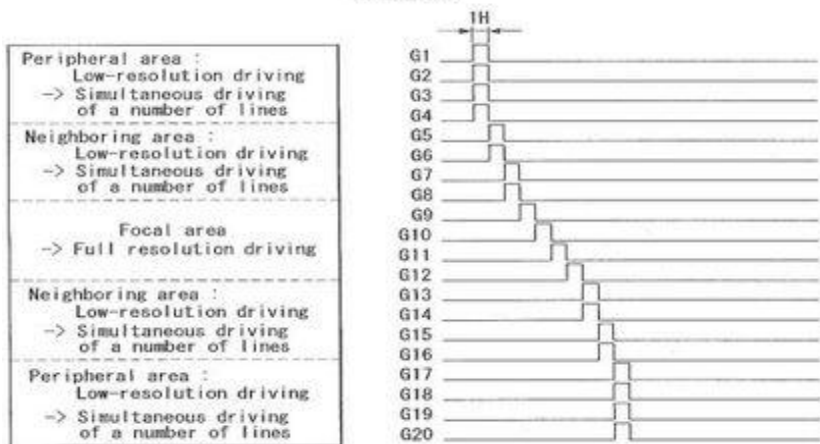 1H
Peripheral area :
Low-resolution driving
-> Simultaneous driving
of a number of lines
Neighboring area :
Low-resolution driving
-> Simultaneous driving
of a number of lines
Focal area
-> Full resolution driving
Neighboring area :
Low-resolution driving
-> Simultaneous driving
of a number of lines
Peripheral area :
Low-resolution driving
-> Simultaneous driving
of a number of lines
G1
G2
G3
G4
G5
G6
G7
G8
G9
G10
G11
G12
G13
G14
G15
G16
G17
G18
G19
G20